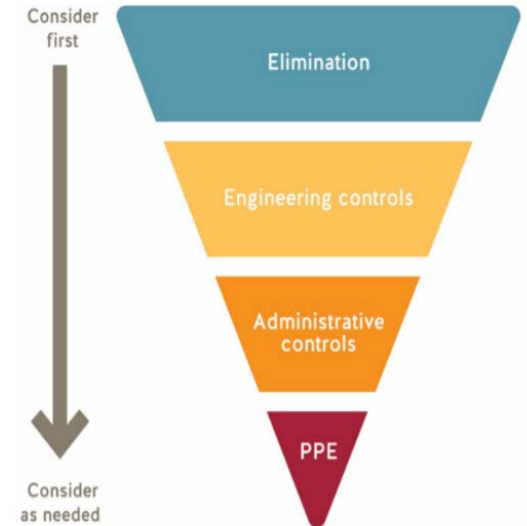 Consider
first
Elimination
Engineering controls
Administrative
controls
PPE
Consider
as needed